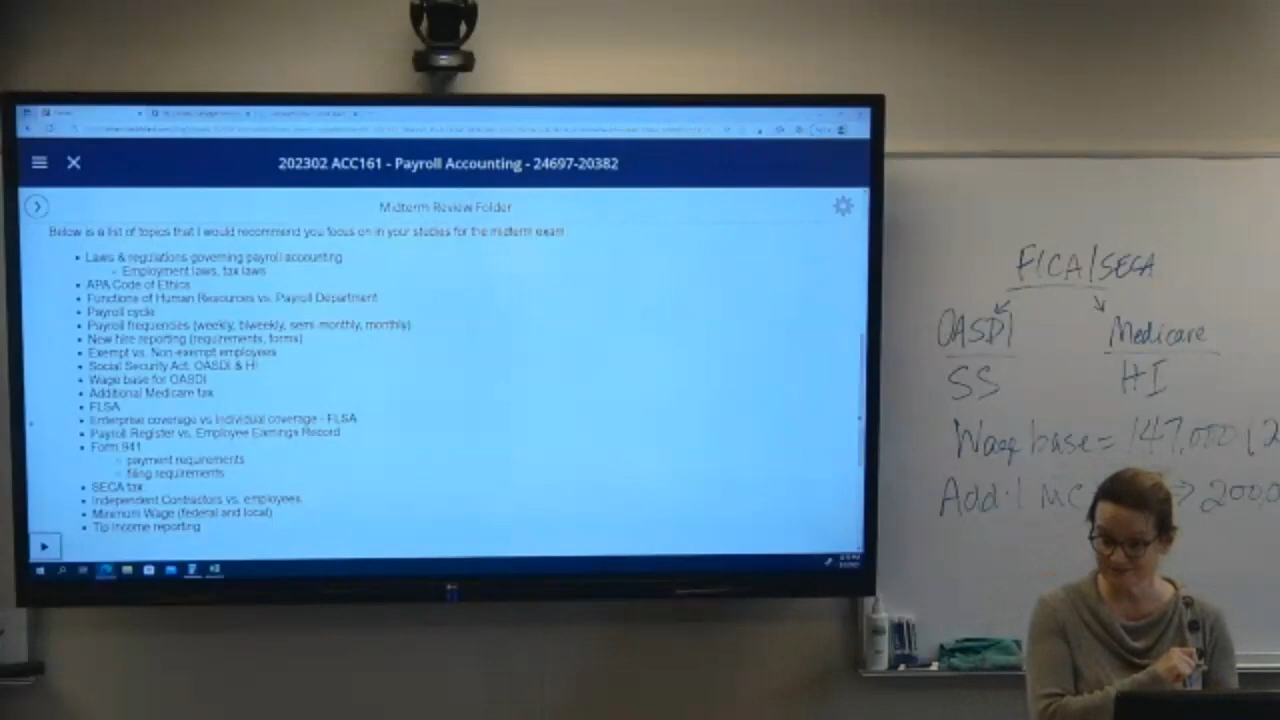 202302 ACC161 - Payroll Accounting - 24697-20382
Midterm Review Folder
Below is a list of topics that I would recommend you focus on in your studies for the midterm exam
Laws & regulations governing payroll accounting
Employment laws, tax laws
APA Code of Ethics
Functions of Human Resources vs. Payroll Department
Payroll cycle
Payroll frequencies (weekly, biweekly, semi-monthly, monthly)
New hire reporting (requirements, forms)
Exempt vs. Non-exempt employees
Social Security Act, OASDI & HI
Wage base for OASDI
Additional Medicare tax
FLSA
Enterprise coverage vs Individual coverage - FLSA
Payroll Register vs. Employee Earnings Record
Form 941
payment requirements
filing requirements
SECA tax
Independent Contractors vs. employees
Minimum Wage (federal and local)
Tip income reporting
FICA/SECA
OASDI Medicare
SS HI
Wage base = 147,000 (2
Add'l MC → 200,0